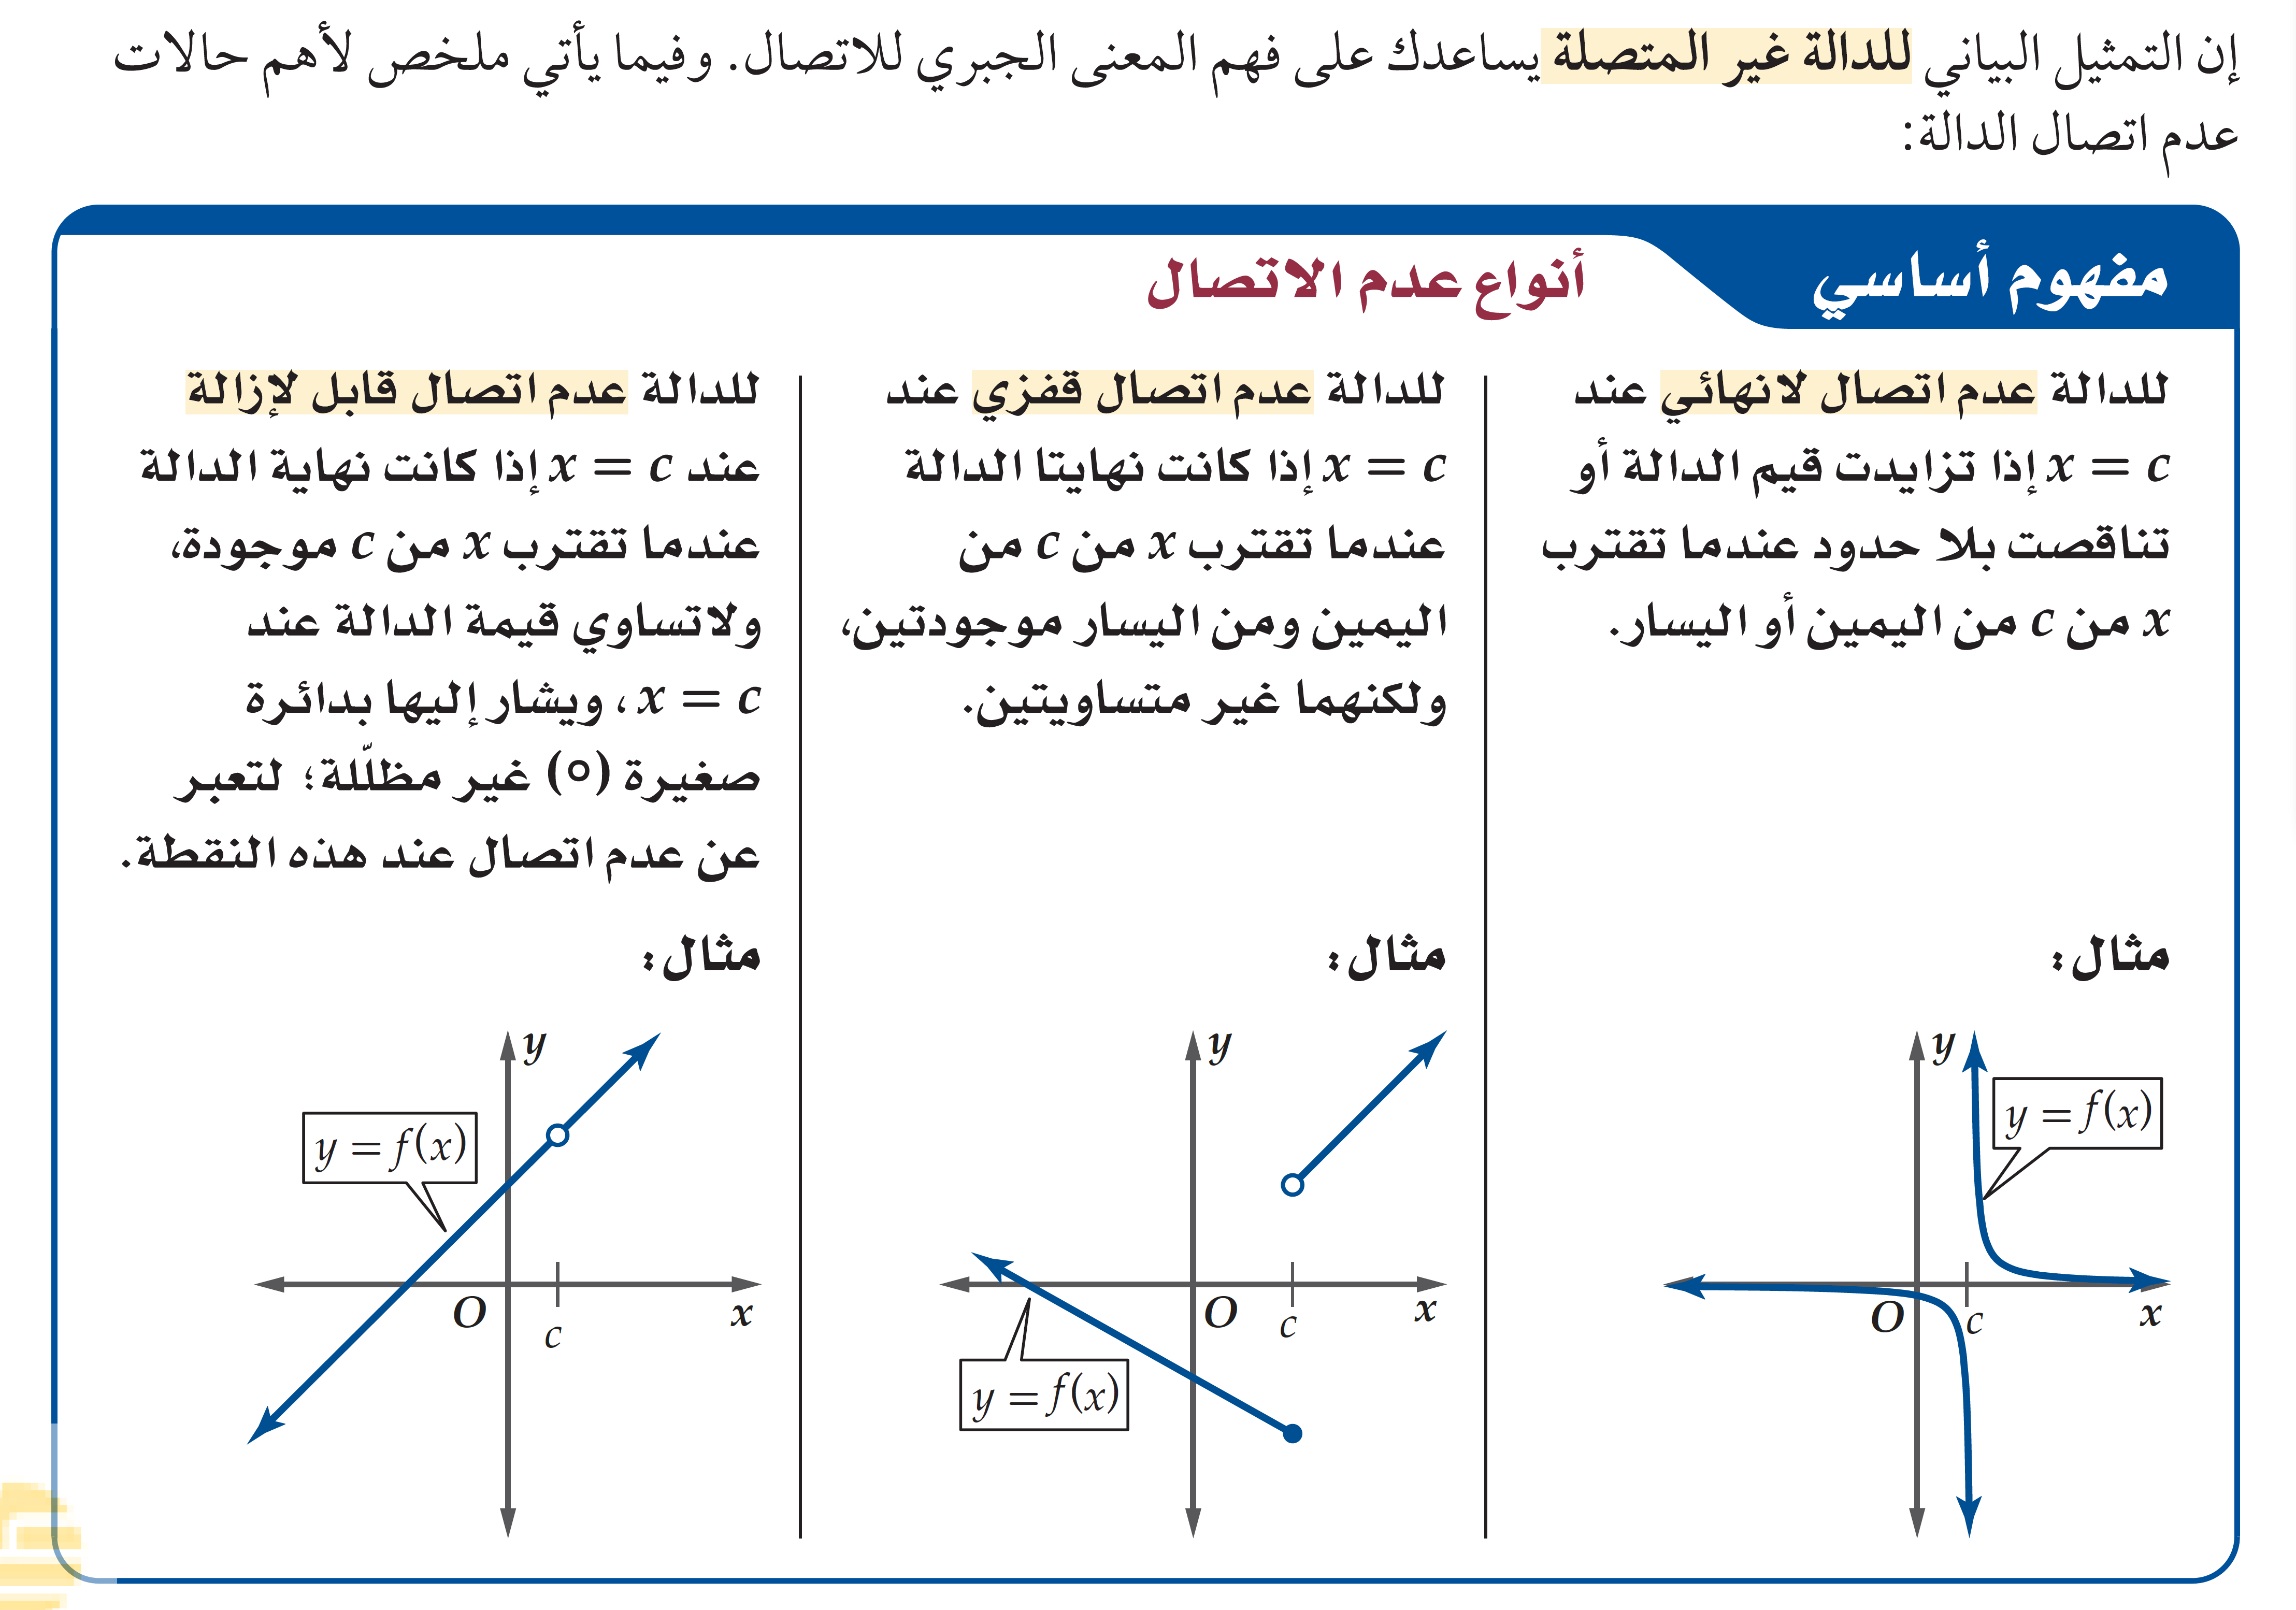 إن التمثيل البياني للدالة غير المتصلة يساعدك على فهم المعنى الجبري للاتصال. وفيما يأتي ملخص لأهم حالات
عدم اتصال الدالة:
مفهوم أساسي
أنواع عدم الاتصال
للدالة عدم اتصال لانهائي عند
x = c إذا تزايدت قيم الدالة أو
تناقصت بلا حدود عندما تقترب
x من c من اليمين أو اليسار.
مثال:
y
y = f(x)
O
c
x
للدالة عدم اتصال قفزي عند
x = c إذا كانت نهايتا الدالة
عندما تقترب x من c من
اليمين ومن اليسار موجودتين،
ولكنهما غير متساويتين.
مثال:
y
O
c
x
y = f(x)
للدالة عدم اتصال قابل لإزالة
عند x = c إذا كانت نهاية الدالة
عندما تقترب x من c موجودة،
ولاتساوي قيمة الدالة عند
x = c ، ويشار إليها بدائرة
صغيرة (○) غير مظلّلة؛ لتعبر
عن عدم اتصال عند هذه النقطة.
مثال:
y
y = f(x)
O
c
x